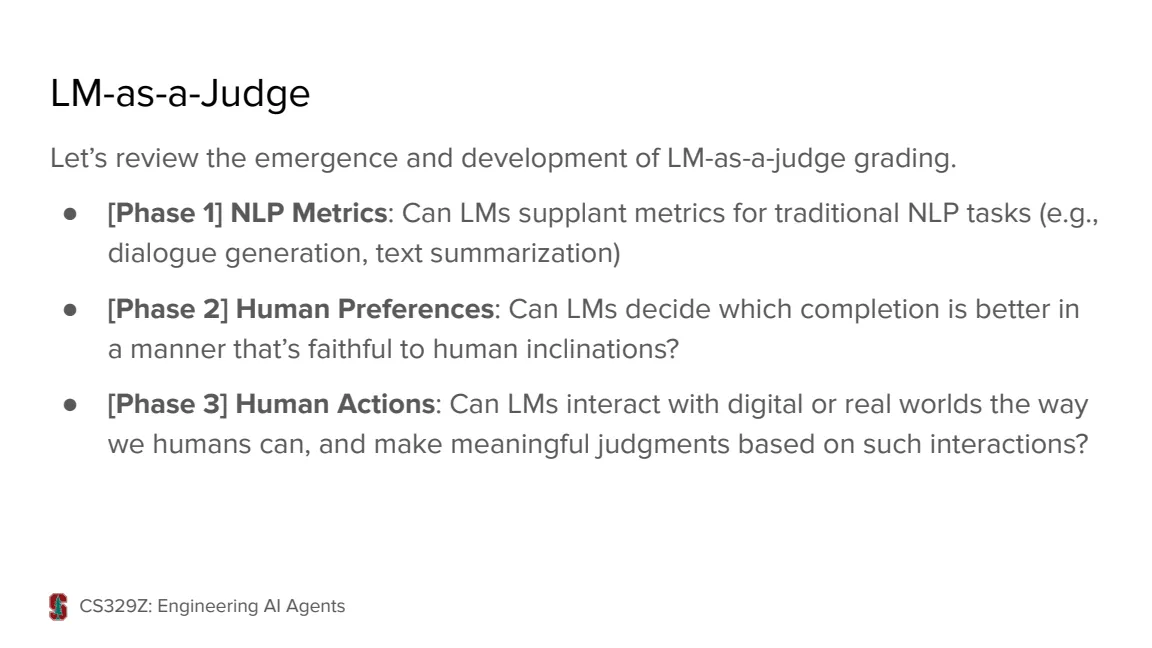 LM-as-a-Judge
Let’s review the emergence and development of LM-as-a-judge grading.
● [Phase 1] NLP Metrics: Can LMs supplant metrics for traditional NLP tasks (e.g.,
dialogue generation, text summarization)
● [Phase 2] Human Preferences: Can LMs decide which completion is better in
a manner that’s faithful to human inclinations?
● [Phase 3] Human Actions: Can LMs interact with digital or real worlds the way
we humans can, and make meaningful judgments based on such interactions?
CS329Z: Engineering AI Agents